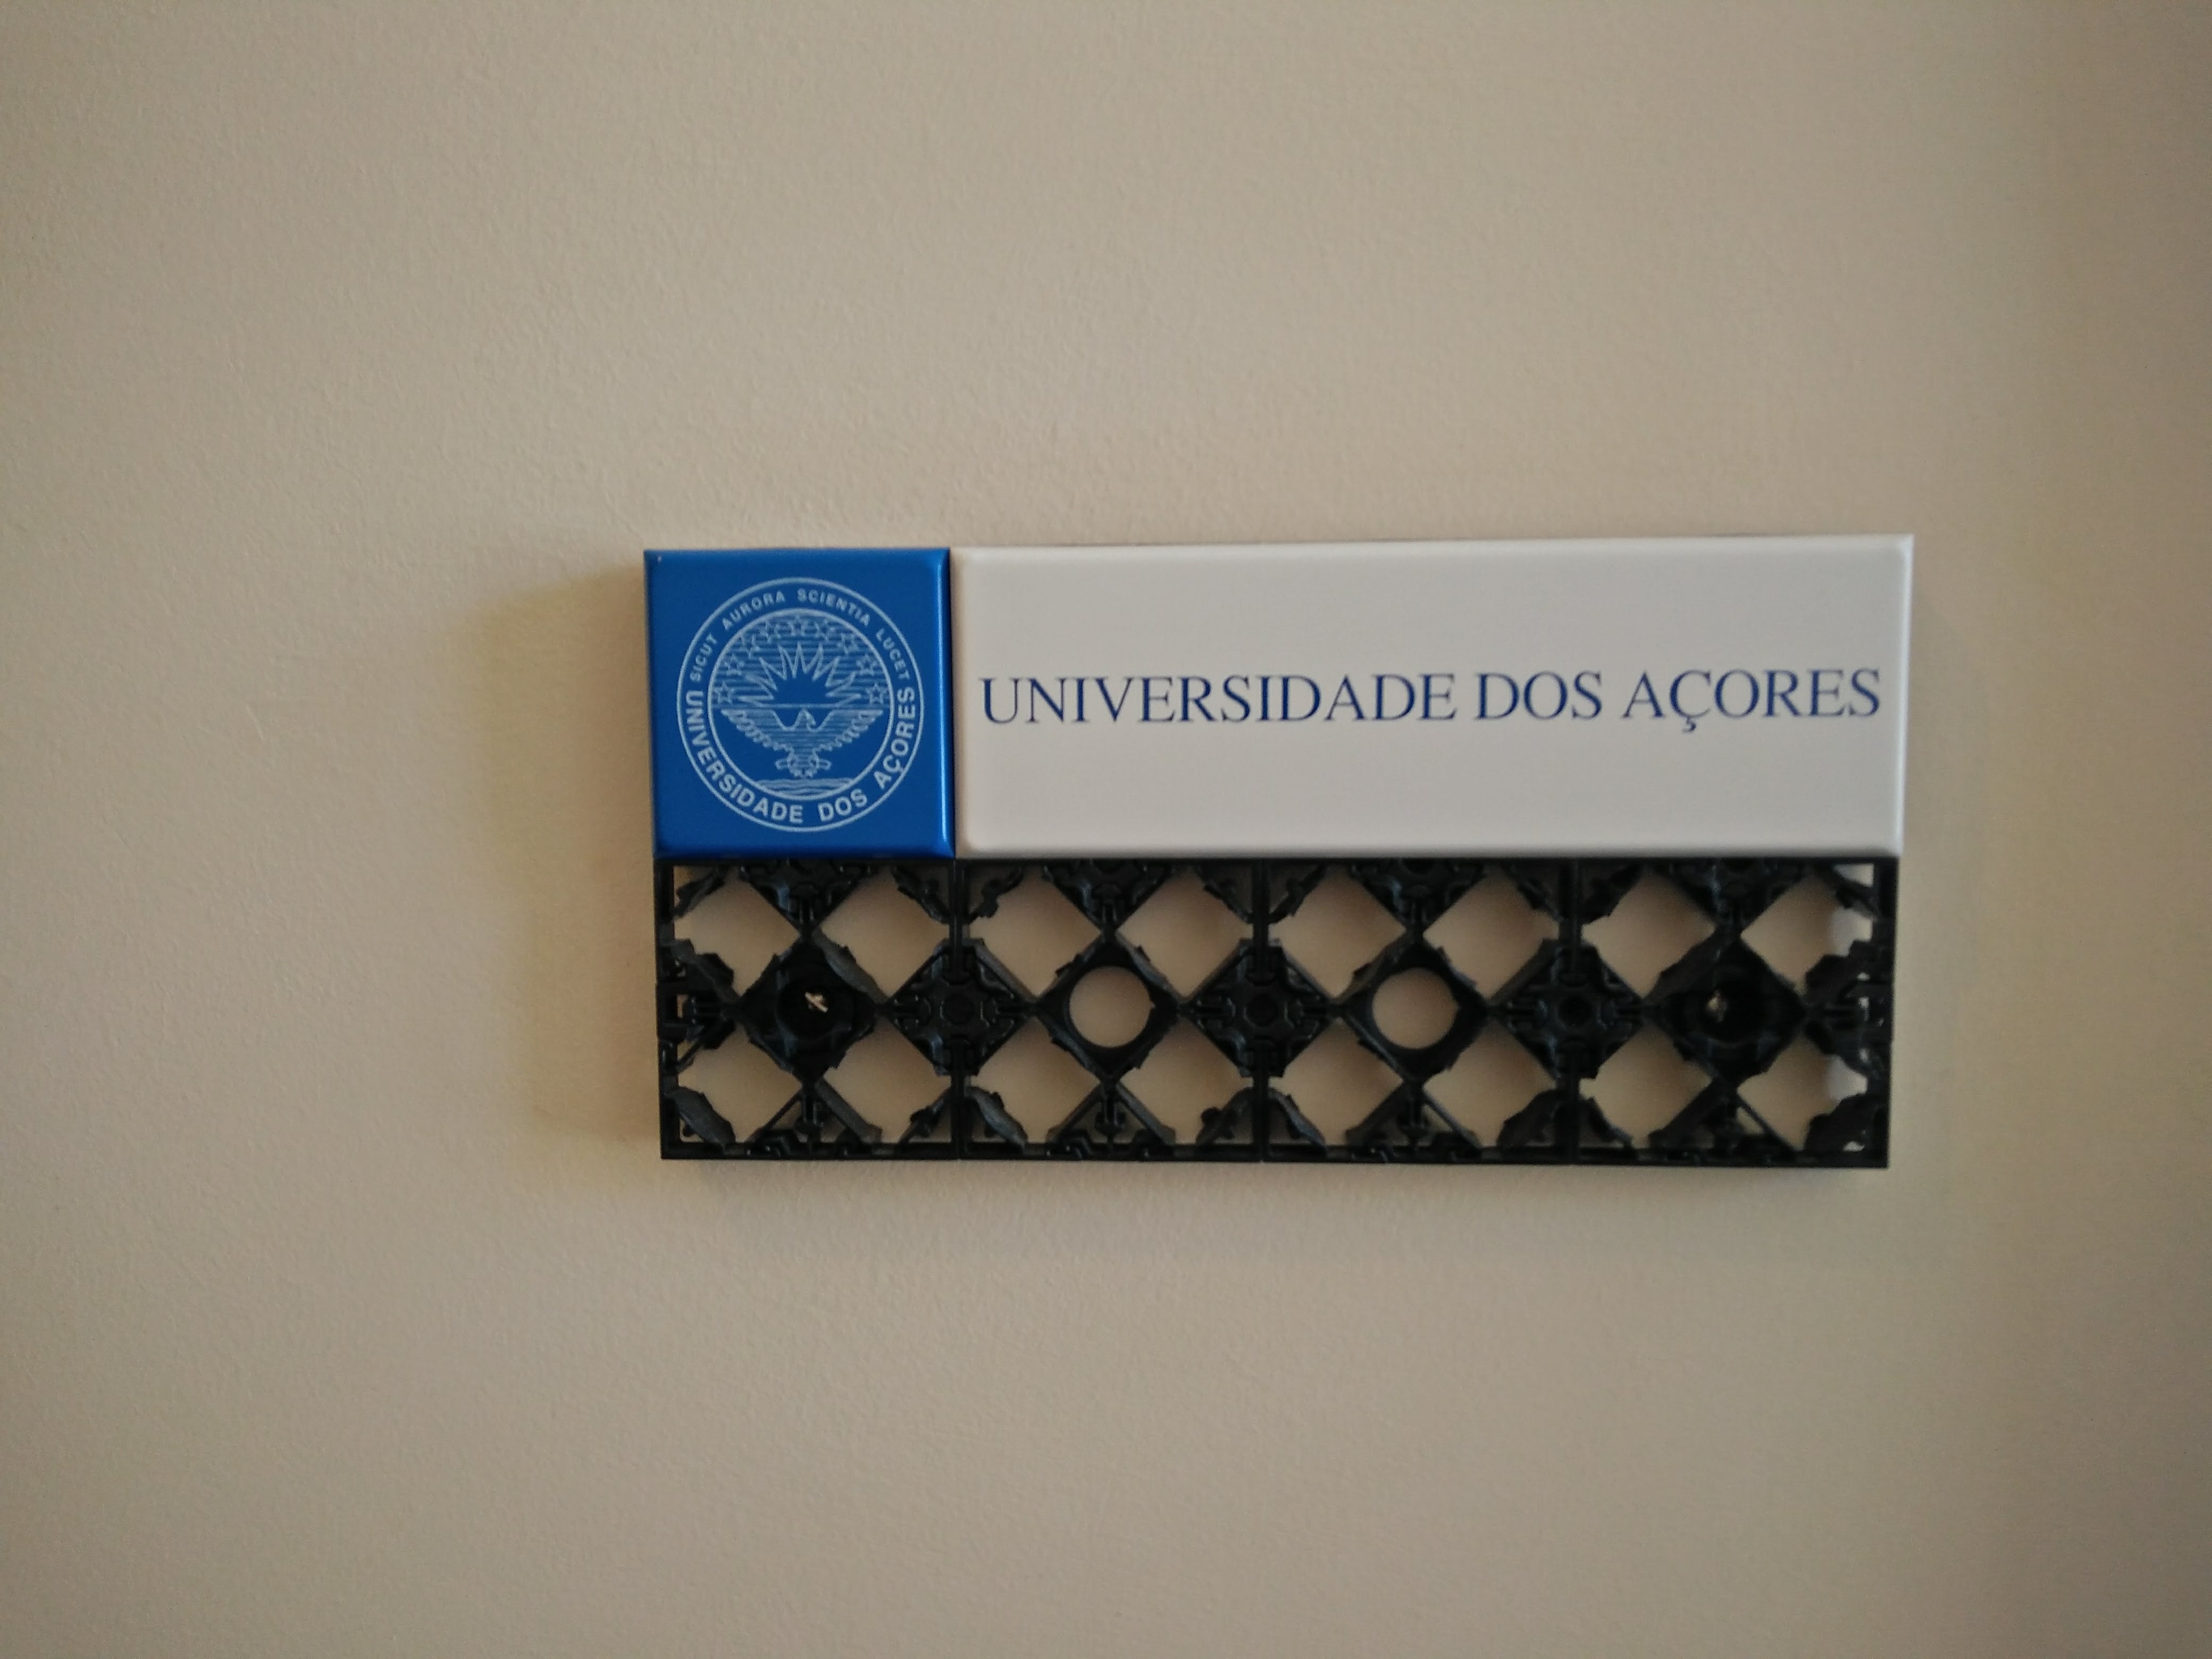 SICUT AURORA SCIENTIA LUCET
UNIVERSIDADE DOS AÇORES
UNIVERSIDADE DOS AÇORES